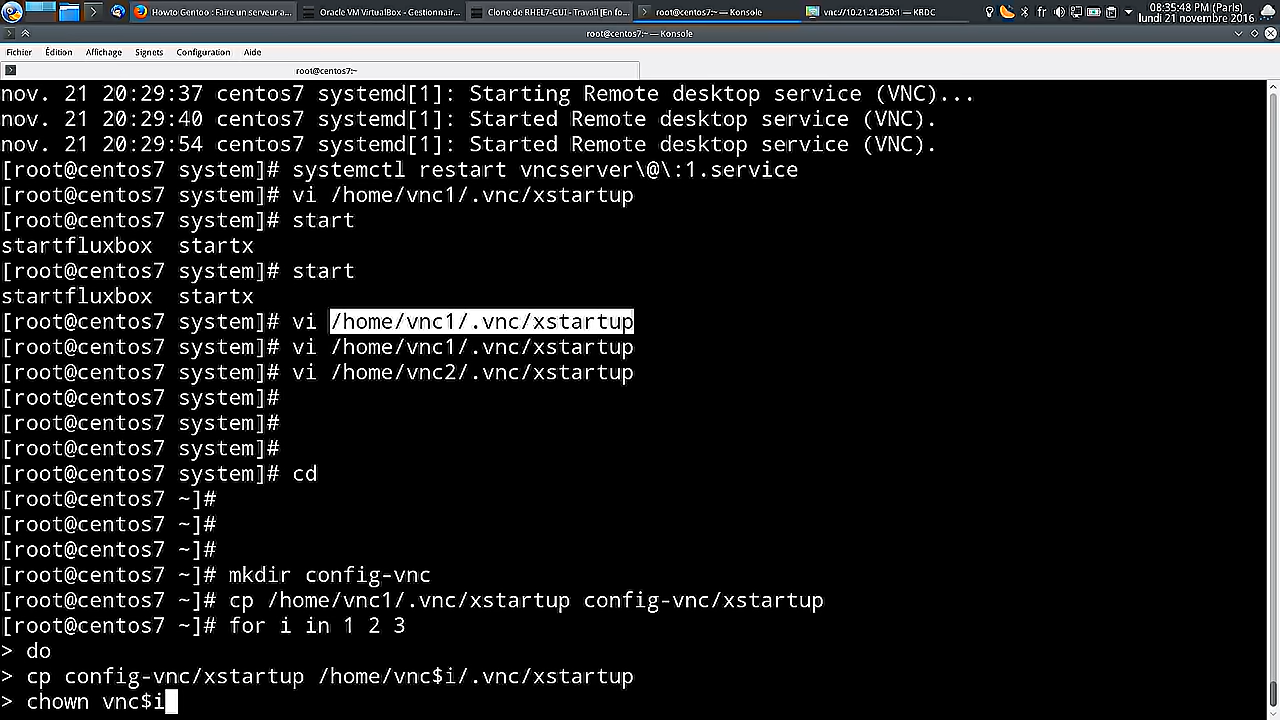 Howto Gentoo : Faire un serveur a...
Oracle VM VirtualBox - Gestionnair...
Clone de RHEL7-GUI - Travail [En fo...
root@centos7:~ — Konsole
vnc://10.21.21.250:1 — KRDC
fr
08:35:48 PM (Paris)
lundi 21 novembre 2016
root@centos7:~ — Konsole
Fichier Édition Affichage Signets Configuration Aide
root@centos7:~
nov. 21 20:29:37 centos7 systemd[1]: Starting Remote desktop service (VNC)...
nov. 21 20:29:40 centos7 systemd[1]: Started Remote desktop service (VNC).
nov. 21 20:29:54 centos7 systemd[1]: Started Remote desktop service (VNC).
[root@centos7 system]# systemctl restart vncserver\@\:1.service
[root@centos7 system]# vi /home/vnc1/.vnc/xstartup
[root@centos7 system]# start
startfluxbox  startx
[root@centos7 system]# start
startfluxbox  startx
[root@centos7 system]# vi /home/vnc1/.vnc/xstartup
[root@centos7 system]# vi /home/vnc1/.vnc/xstartup
[root@centos7 system]# vi /home/vnc2/.vnc/xstartup
[root@centos7 system]#
[root@centos7 system]#
[root@centos7 system]#
[root@centos7 system]# cd
[root@centos7 ~]#
[root@centos7 ~]#
[root@centos7 ~]#
[root@centos7 ~]# mkdir config-vnc
[root@centos7 ~]# cp /home/vnc1/.vnc/xstartup config-vnc/xstartup
[root@centos7 ~]# for i in 1 2 3
> do
> cp config-vnc/xstartup /home/vnc$i/.vnc/xstartup
> chown vnc$i